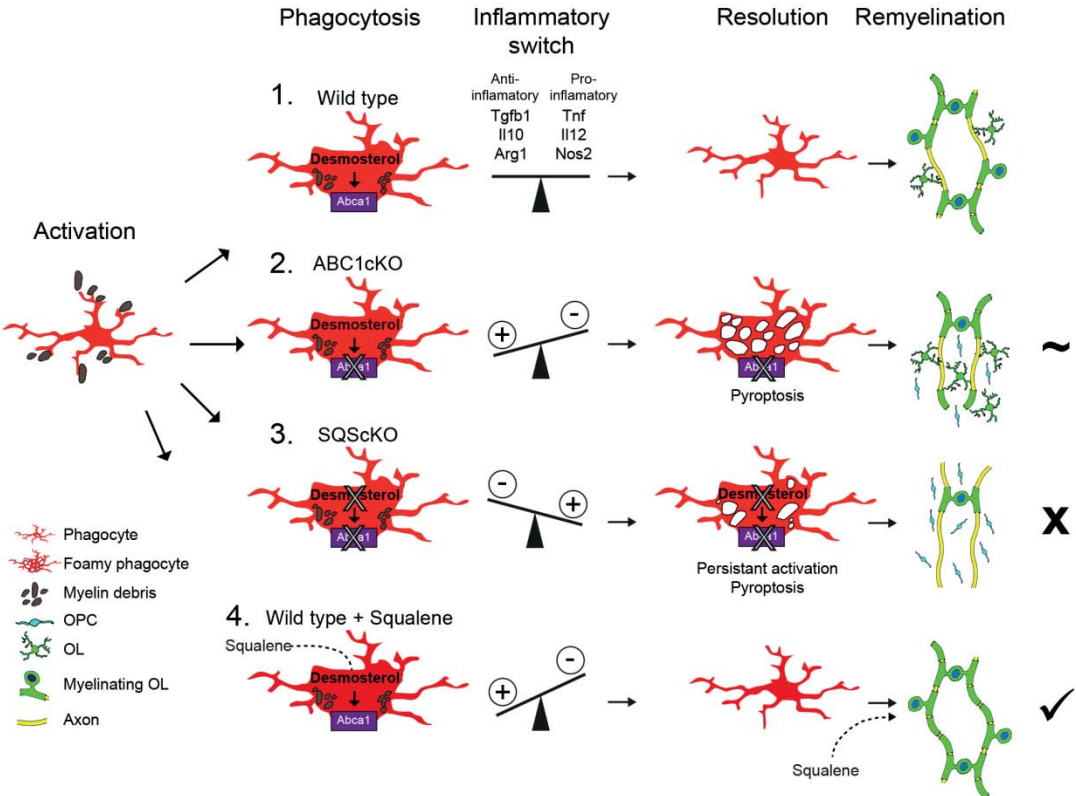 Phagocytosis
Inflammatory
switch
Resolution
Remyelination
Activation
1. Wild type
Desmosterol
Abca1
Anti-
inflamatory
Tgfb1
Il10
Arg1
Pro-
inflamatory
Tnf
Il12
Nos2
2. ABC1cKO
Desmosterol
Abca1
+
-
Abca1
Pyroptosis
~
3. SQScKO
Desmosterol
Abca1
-
+
Desmosterol
Abca1
Persistant activation
Pyroptosis
X
4. Wild type + Squalene
Squalene
Desmosterol
Abca1
+
-
Squalene
✓
Phagocyte
Foamy phagocyte
Myelin debris
OPC
OL
Myelinating OL
Axon